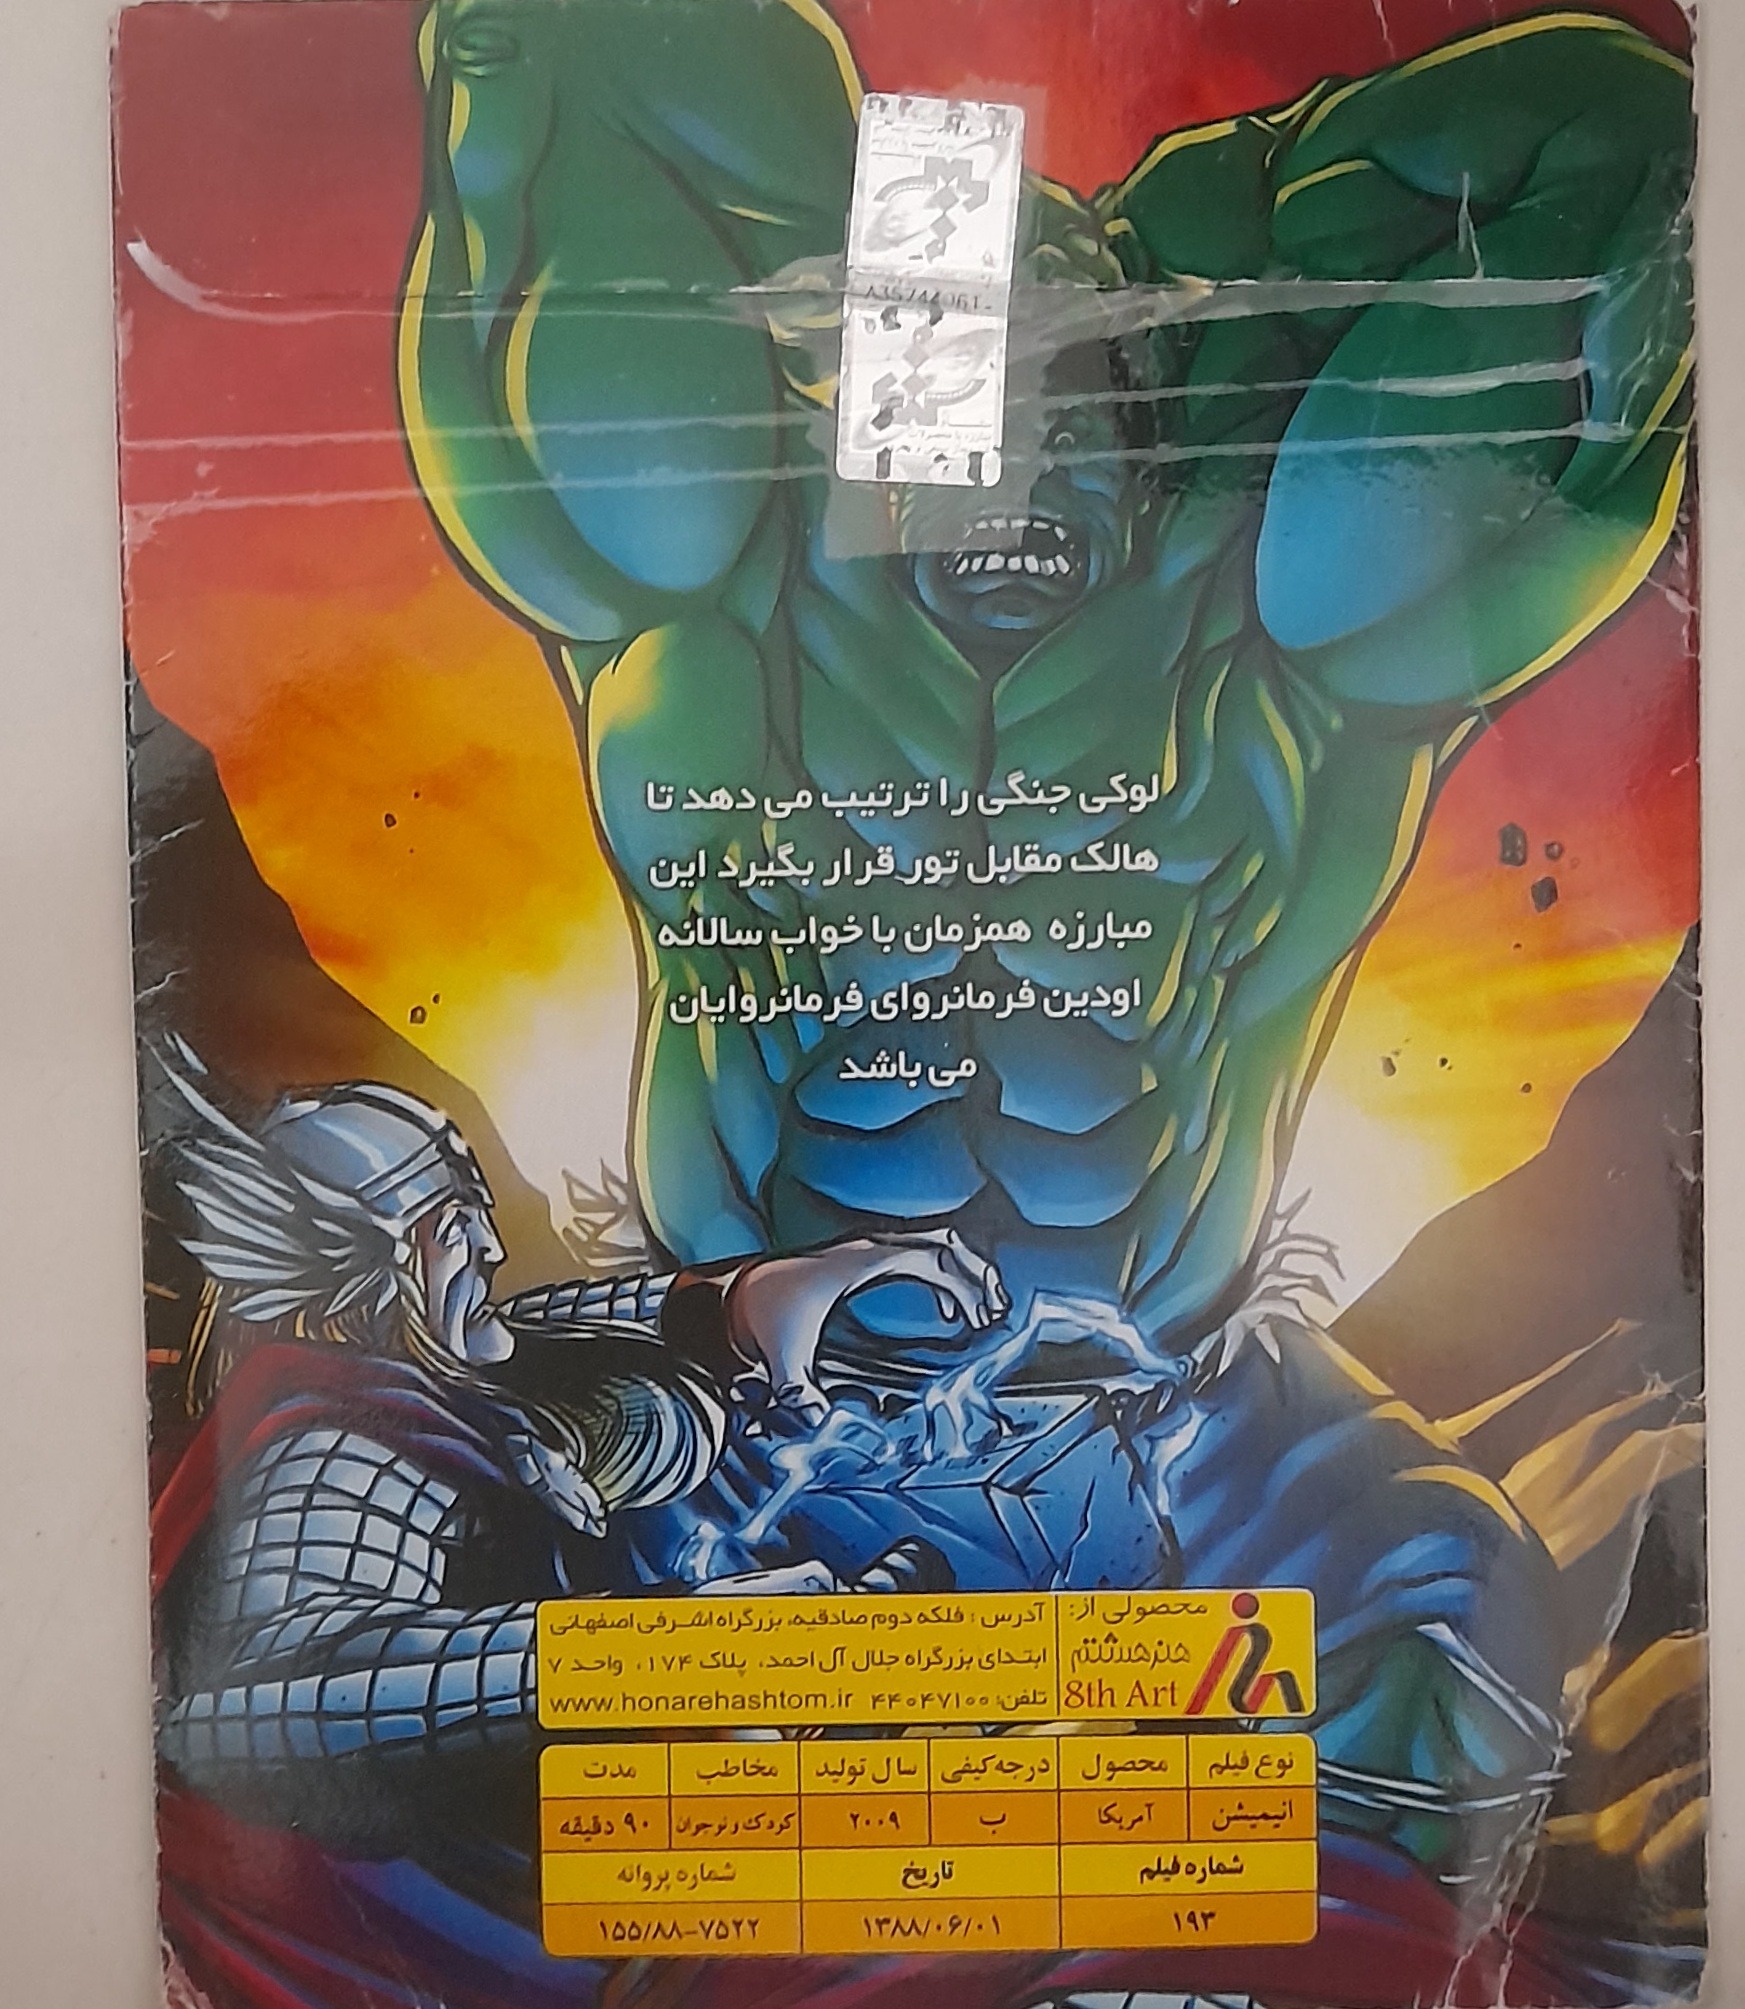 A35744061
لوکی جنگی را ترتیب می دهد تا
هالک مقابل تور قرار بگیرد این
مبارزه همزمان با خواب سالانه
اودین فرمانروای فرمانروایان
می باشد
محصولی از:
هنر هشتم
8th Art
آدرس : فلکه دوم صادقیه، بزرگراه اشرفی اصفهانی
ابتدای بزرگراه جلال آل احمد، پلاک ۱۷۴، واحد ۷
تلفن: ۴۴۰۴۷۱۰۰ www.honarehashtom.ir
نوع فیلم محصول درجه کیفی سال تولید مخاطب مدت
انیمیشن آمریکا ب ۲۰۰۹ کودک و نوجوان ۹۰ دقیقه
شماره فیلم تاریخ شماره پروانه
۱۹۳ ۱۳۸۸/۰۶/۰۱ ۱۵۵/۸۸-۷۵۲۲